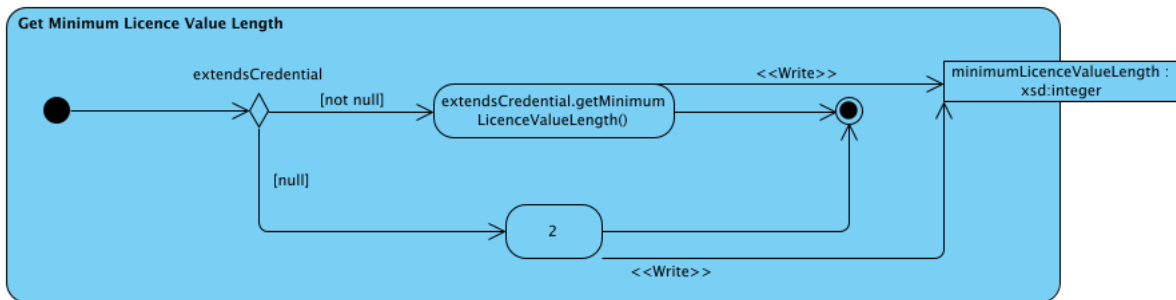 Get Minimum Licence Value Length
extendsCredential
<<Write>>
minimumLicenceValueLength :
xsd:integer
[not null]
extendsCredential.getMinimum
LicenceValueLength()
[null]
2
<<Write>>